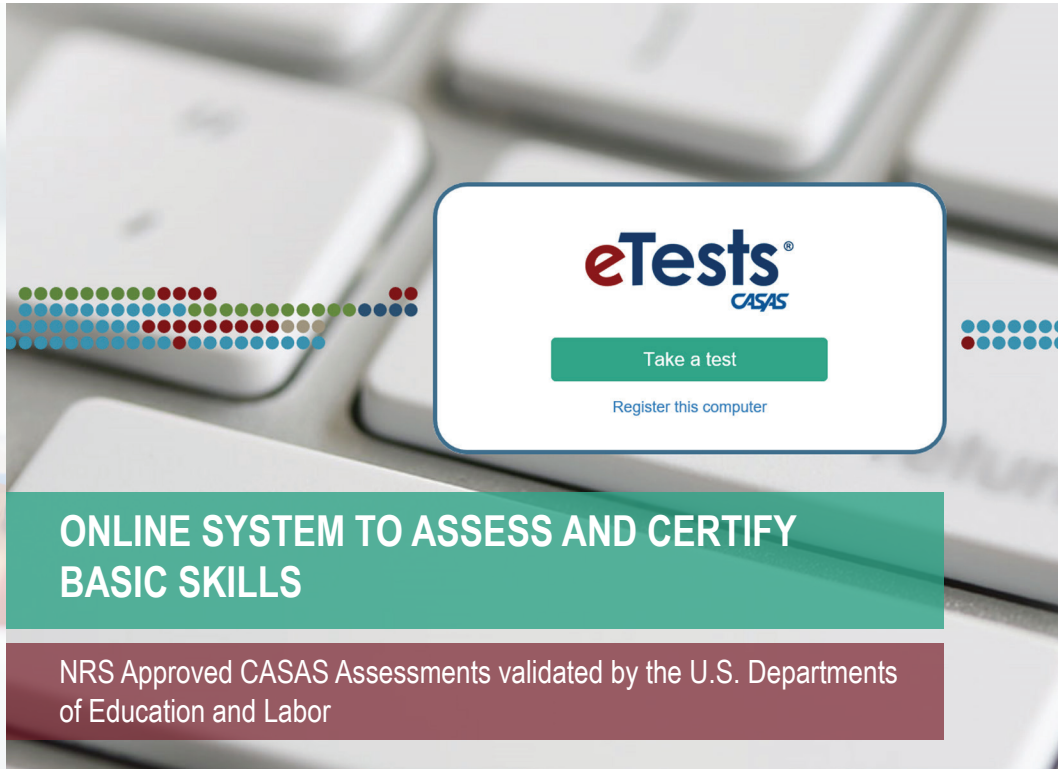 eTests®
CASAS
Take a test
Register this computer
return
ONLINE SYSTEM TO ASSESS AND CERTIFY
BASIC SKILLS
NRS Approved CASAS Assessments validated by the U.S. Departments
of Education and Labor